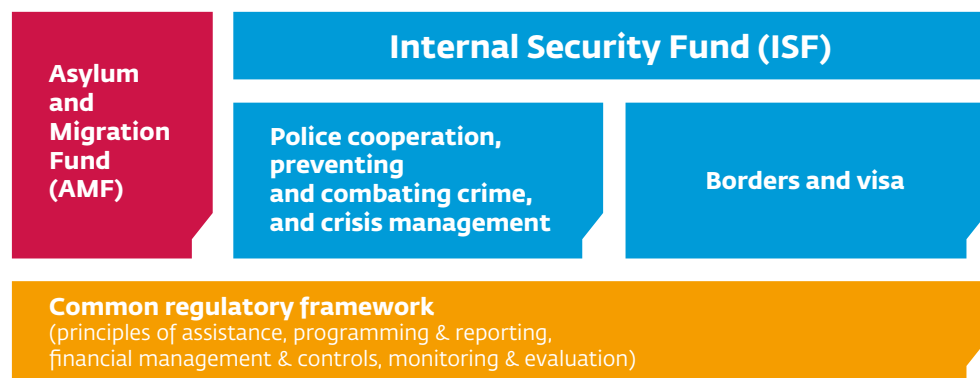 Asylum
and
Migration
Fund
(AMF)
Internal Security Fund (ISF)
Police cooperation,
preventing
and combating crime,
and crisis management
Borders and visa
Common regulatory framework
(principles of assistance, programming & reporting,
financial management & controls, monitoring & evaluation)